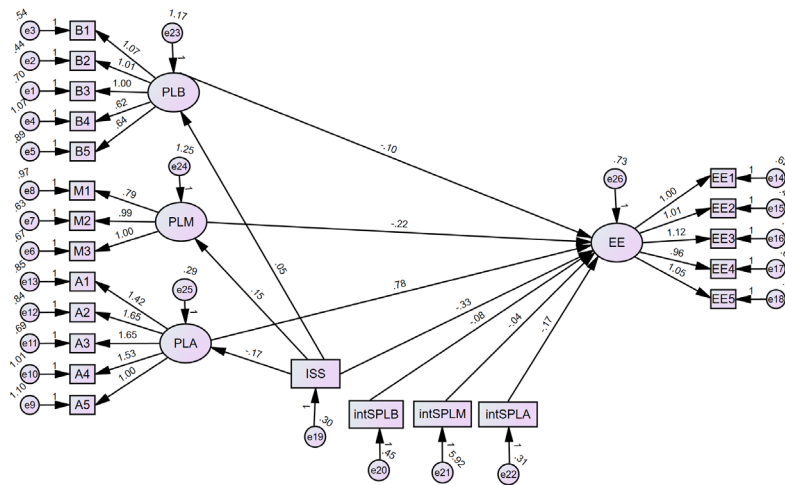 .54
e3
1
B1
.44
e2
1
B2
.70
e1
1
B3
1.07
e4
1
B4
.89
e5
1
B5
1.07
1.01
1.00
.62
.64
1.17
e23
1
PLB
-.10
.97
e8
1
M1
.63
e7
1
M2
.67
e6
1
M3
.79
.99
1.00
1.25
e24
1
PLM
-.22
.85
e13
1
A1
.84
e12
1
A2
.69
e11
1
A3
1.01
e10
1
A4
1.10
e9
1
A5
1.42
1.65
1.65
1.53
1.00
.29
e25
1
PLA
.78
.05
.15
-.17
ISS
1
.30
e19
-.33
-.08
-.04
-.17
intSPLB
1
.45
e20
intSPLM
1
5.92
e21
intSPLA
1
.31
e22
.73
e26
1
EE
1.00
1.01
1.12
.96
1.05
EE1
1
e14
EE2
1
e15
EE3
1
e16
EE4
1
e17
EE5
1
e18